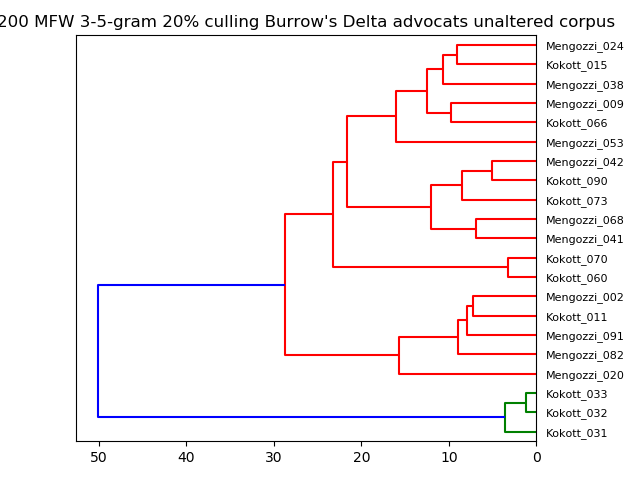 200 MFW 3-5-gram 20% culling Burrow's Delta advocats unaltered corpus
Mengozzi_024
Kokott_015
Mengozzi_038
Mengozzi_009
Kokott_066
Mengozzi_053
Mengozzi_042
Kokott_090
Kokott_073
Mengozzi_068
Mengozzi_041
Kokott_070
Kokott_060
Mengozzi_002
Kokott_011
Mengozzi_091
Mengozzi_082
Mengozzi_020
Kokott_033
Kokott_032
Kokott_031
50 40 30 20 10 0